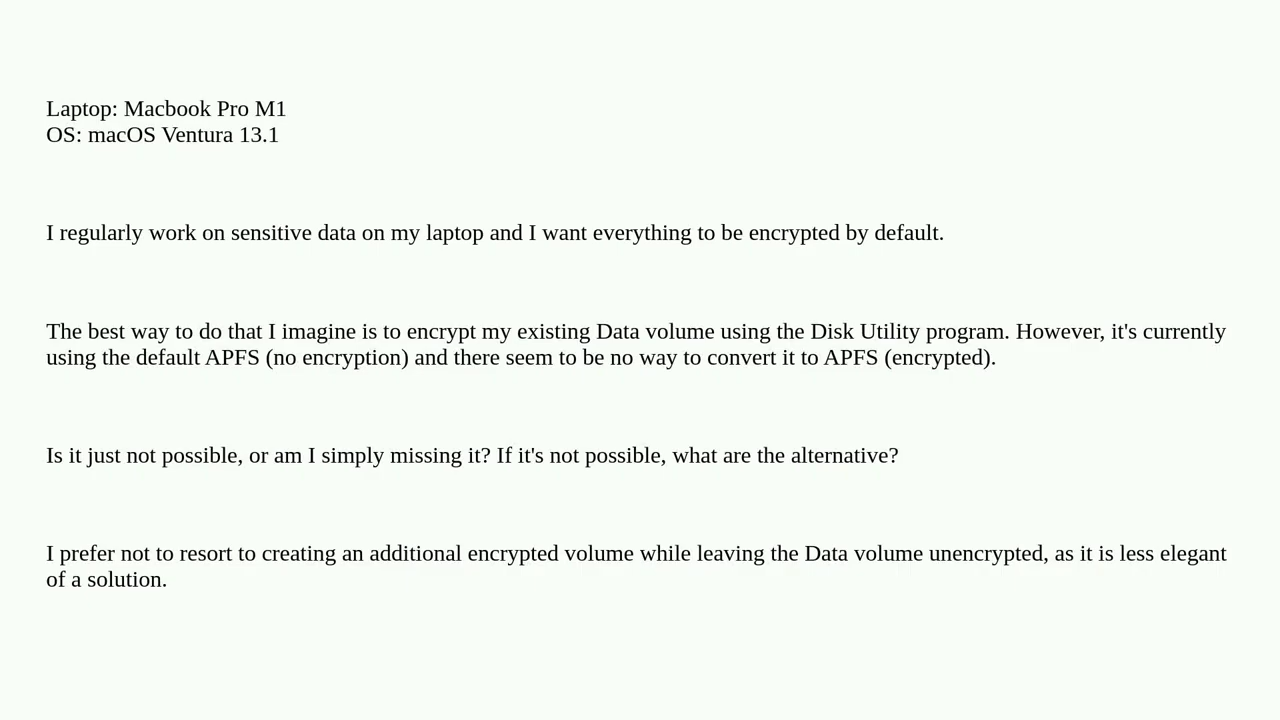 Laptop: Macbook Pro M1
OS: macOS Ventura 13.1
I regularly work on sensitive data on my laptop and I want everything to be encrypted by default.
The best way to do that I imagine is to encrypt my existing Data volume using the Disk Utility program. However, it's currently
using the default APFS (no encryption) and there seem to be no way to convert it to APFS (encrypted).
Is it just not possible, or am I simply missing it? If it's not possible, what are the alternative?
I prefer not to resort to creating an additional encrypted volume while leaving the Data volume unencrypted, as it is less elegant
of a solution.